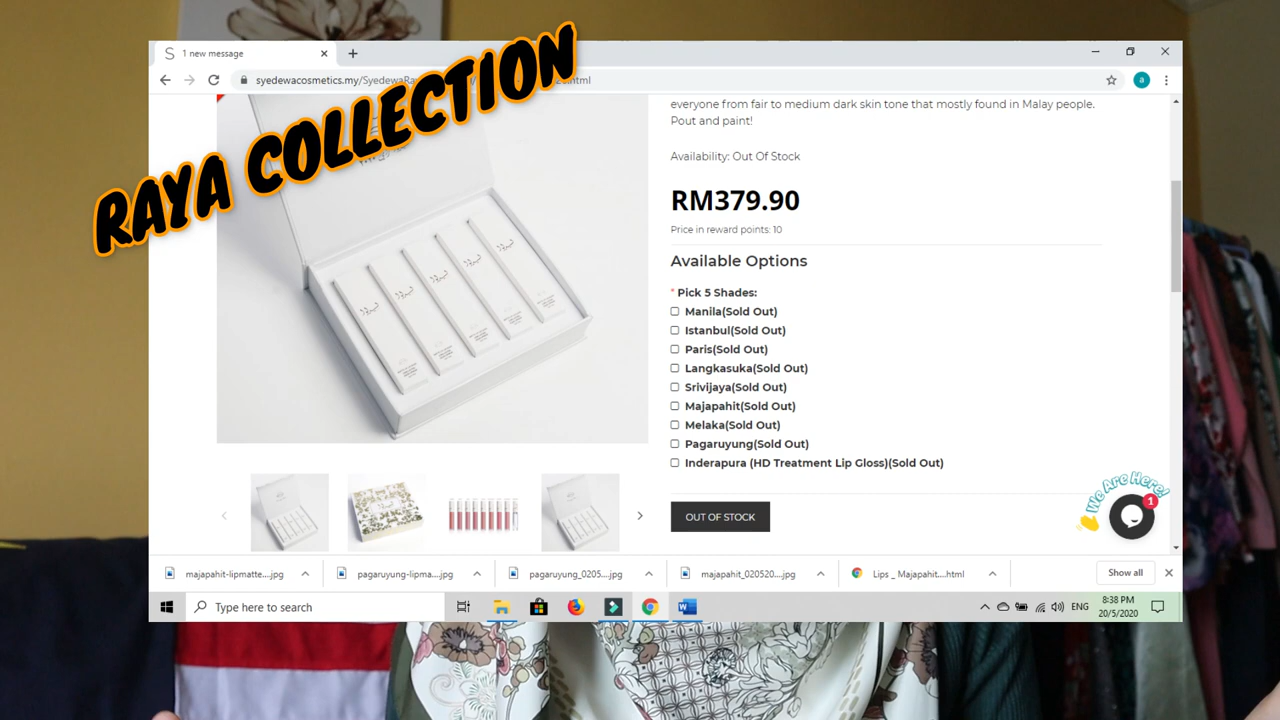 RAYA COLLECTION
1 new message
syedewacosmetics.my/SyedewaRa
html
everyone from fair to medium dark skin tone that mostly found in Malay people.
Pout and paint!
Availability: Out Of Stock
RM379.90
Price in reward points: 10
Available Options
* Pick 5 Shades:
Manila(Sold Out)
Istanbul(Sold Out)
Paris(Sold Out)
Langkasuka(Sold Out)
Srivijaya(Sold Out)
Majapahit(Sold Out)
Melaka(Sold Out)
Pagaruyung(Sold Out)
Inderapura (HD Treatment Lip Gloss)(Sold Out)
OUT OF STOCK
We Are Here!
1
majapahit-lipmatte....jpg
pagaruyung-lipma....jpg
pagaruyung_0205....jpg
majapahit_020520....jpg
Lips _ Majapahit....html
Show all
Type here to search
ENG
8:38 PM
20/5/2020